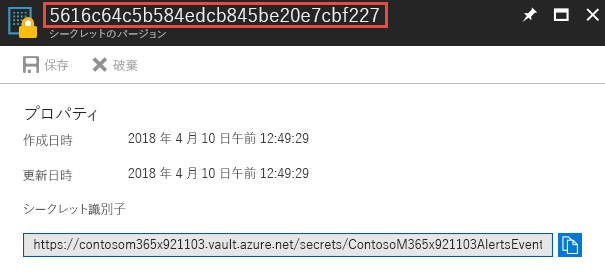 5616c64c5b584edcb845be20e7cbf227
シークレットのバージョン
保存 破棄
プロパティ
作成日時 2018 年 4 月 10 日午前 12:49:29
更新日時 2018 年 4 月 10 日午前 12:49:29
シークレット識別子
https://contosom365x921103.vault.azure.net/secrets/ContosoM365x921103AlertsEvent